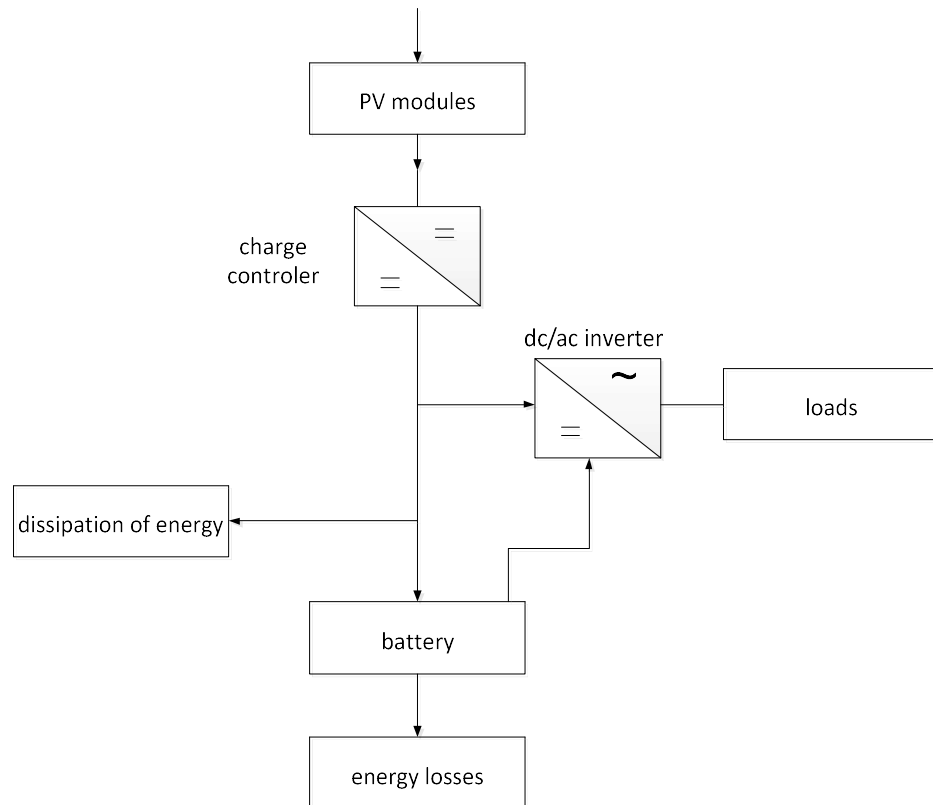 PV modules
charge
controler
=
=
dc/ac inverter
~
=
loads
dissipation of energy
battery
energy losses